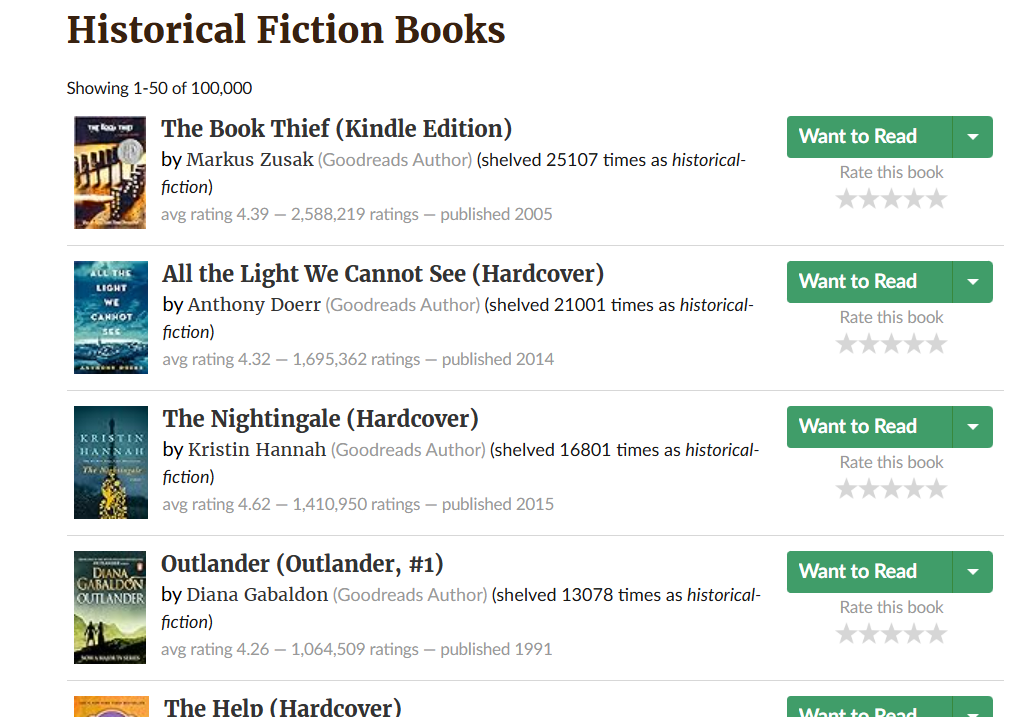 Historical Fiction Books
Showing 1-50 of 100,000
THE BOOK THIEF
The Book Thief (Kindle Edition)
by Markus Zusak (Goodreads Author) (shelved 25107 times as historical-
fiction)
avg rating 4.39 — 2,588,219 ratings — published 2005
Want to Read
Rate this book
ALL THE
LIGHT
WE
CANNOT
SEE
ANTHONY DOERR
All the Light We Cannot See (Hardcover)
by Anthony Doerr (Goodreads Author) (shelved 21001 times as historical-
fiction)
avg rating 4.32 — 1,695,362 ratings — published 2014
Want to Read
Rate this book
KRISTIN
HANNAH
The Nightingale
The Nightingale (Hardcover)
by Kristin Hannah (Goodreads Author) (shelved 16801 times as historical-
fiction)
avg rating 4.62 — 1,410,950 ratings — published 2015
Want to Read
Rate this book
DIANA
GABALDON
OUTLANDER
NOW A MAJOR TV SERIES
Outlander (Outlander, #1)
by Diana Gabaldon (Goodreads Author) (shelved 13078 times as historical-
fiction)
avg rating 4.26 — 1,064,509 ratings — published 1991
Want to Read
Rate this book
The Help (Hardcover)
Want to Read